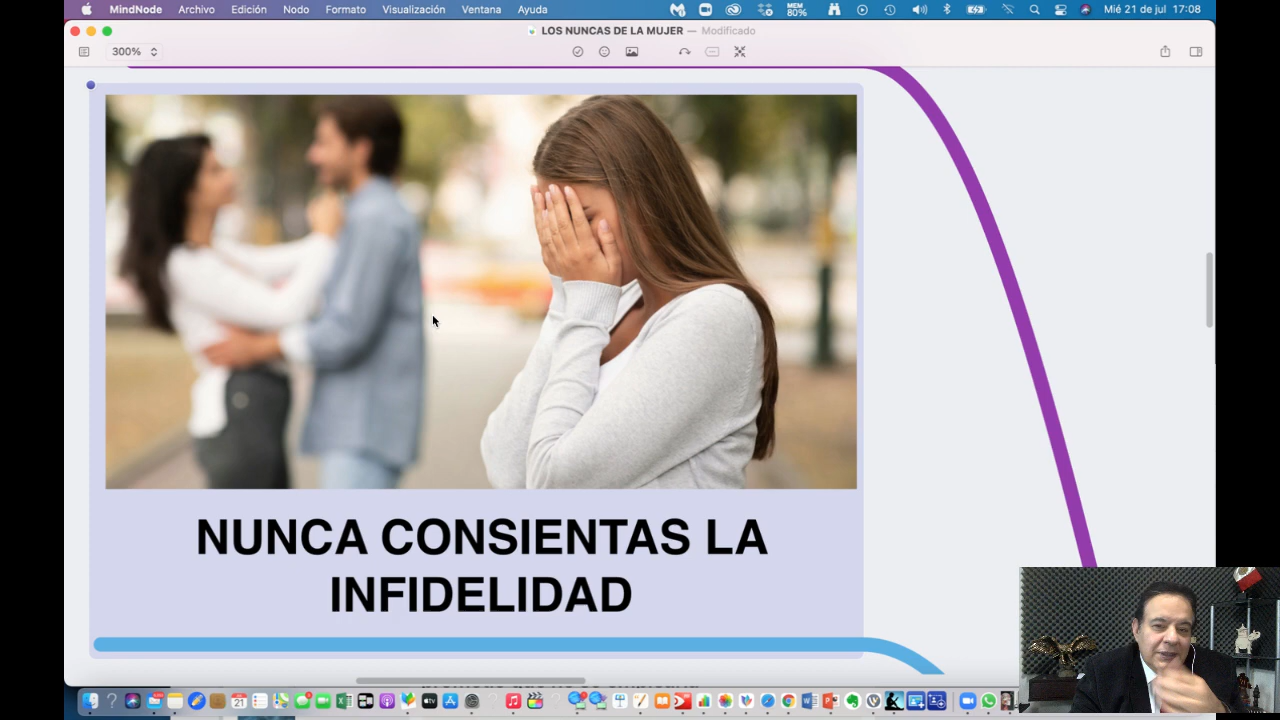 MindNode Archivo Edición Nodo Formato Visualización Ventana Ayuda MEM 80% Mié 21 de jul 17:08
LOS NUNCAS DE LA MUJER — Modificado
300%
NUNCA CONSIENTAS LA
INFIDELIDAD